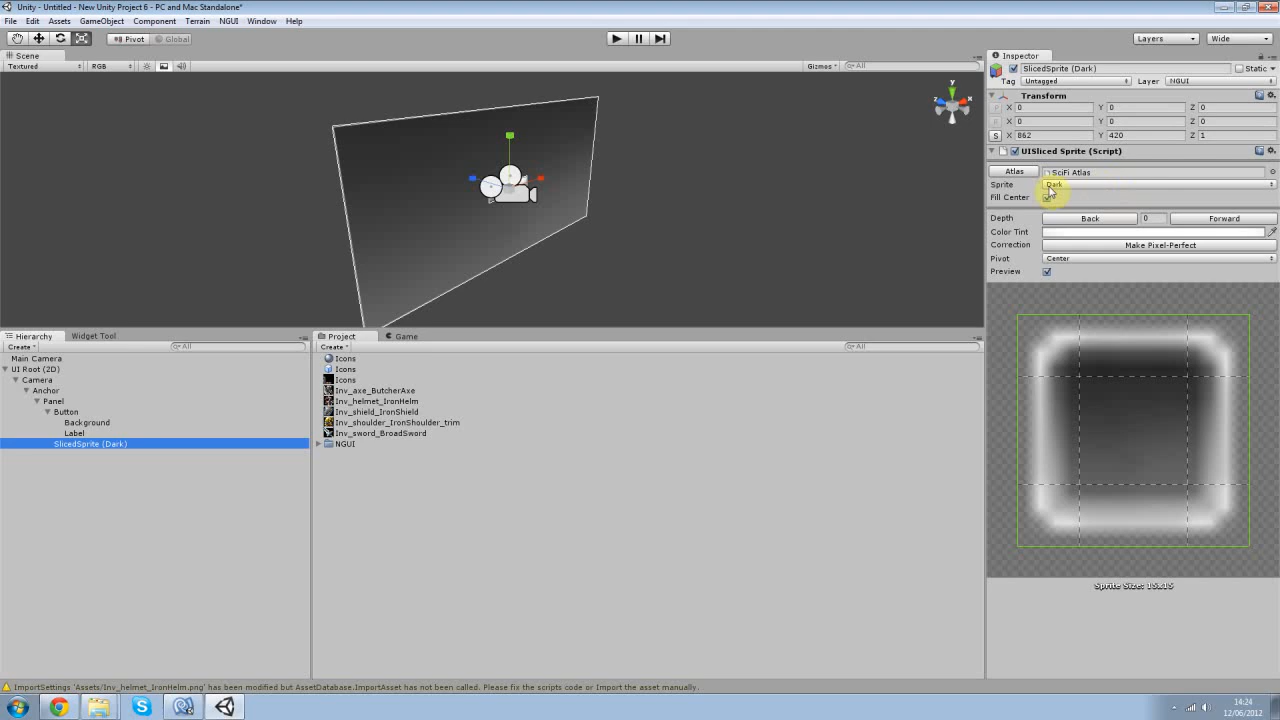 Unity - Untitled - New Unity Project 6 - PC and Mac Standalone*
File Edit Assets GameObject Component Terrain NGUI Window Help
Pivot Global Layers Wide
Scene
Textured RGB Gizmos All
Inspector
SlicedSprite (Dark) Static
Tag Untagged Layer NGUI
Transform
P X 0 Y 0 Z 0
R X 0 Y 0 Z 0
S X 862 Y 420 Z 1
UISliced Sprite (Script)
Atlas SciFi Atlas
Sprite Dark
Fill Center
Depth Back 0 Forward
Color Tint
Correction Make Pixel-Perfect
Pivot Center
Preview
Sprite Size: 15x15
y
z x
Hierarchy Widget Tool
Create All
Main Camera
UI Root (2D)
Camera
Anchor
Panel
Button
Background
Label
SlicedSprite (Dark)
Project Game
Create All
Icons
Icons
Icons
Inv_axe_ButcherAxe
Inv_helmet_IronHelm
Inv_shield_IronShield
Inv_shoulder_IronShoulder_trim
Inv_sword_BroadSword
NGUI
ImportSettings 'Assets/Inv_helmet_IronHelm.png' has been modified but AssetDatabase.ImportAsset has not been called. Please fix the scripts code or Import the asset manually.
14:24
12/06/2012